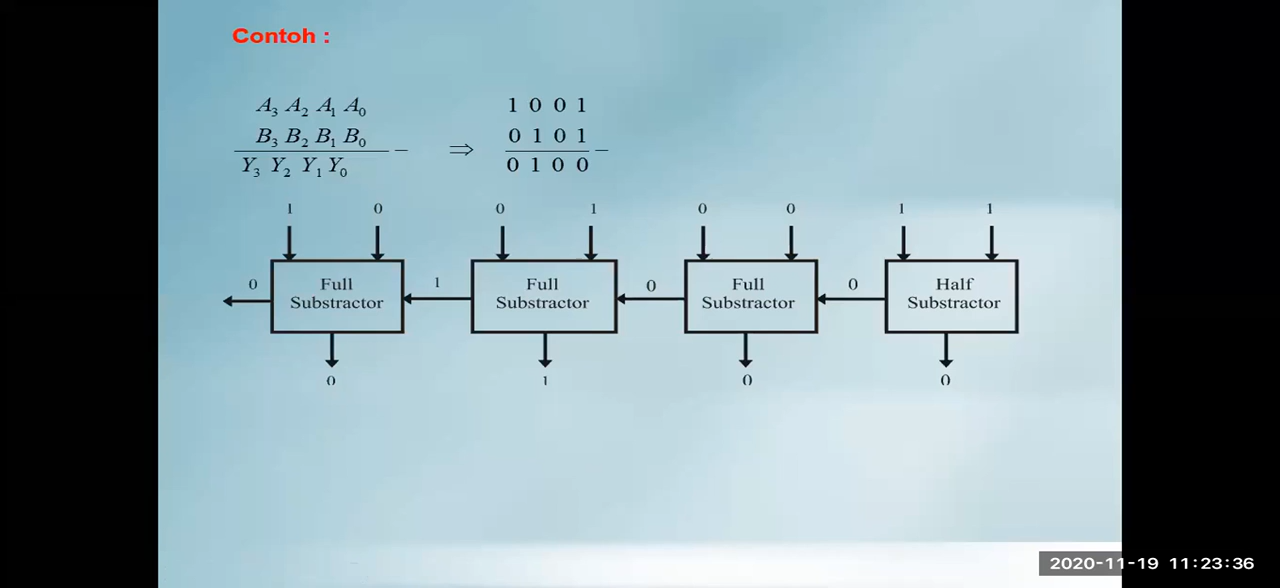 Contoh :
A3 A2 A1 A0 1 0 0 1
B3 B2 B1 B0 0 1 0 1
— ⇒ —
Y3 Y2 Y1 Y0 0 1 0 0
1 0 0 1 0 0 1 1
0 Full Substractor 1 Full Substractor 0 Full Substractor 0 Half Substractor
0 1 0 0
2020-11-19 11:23:36